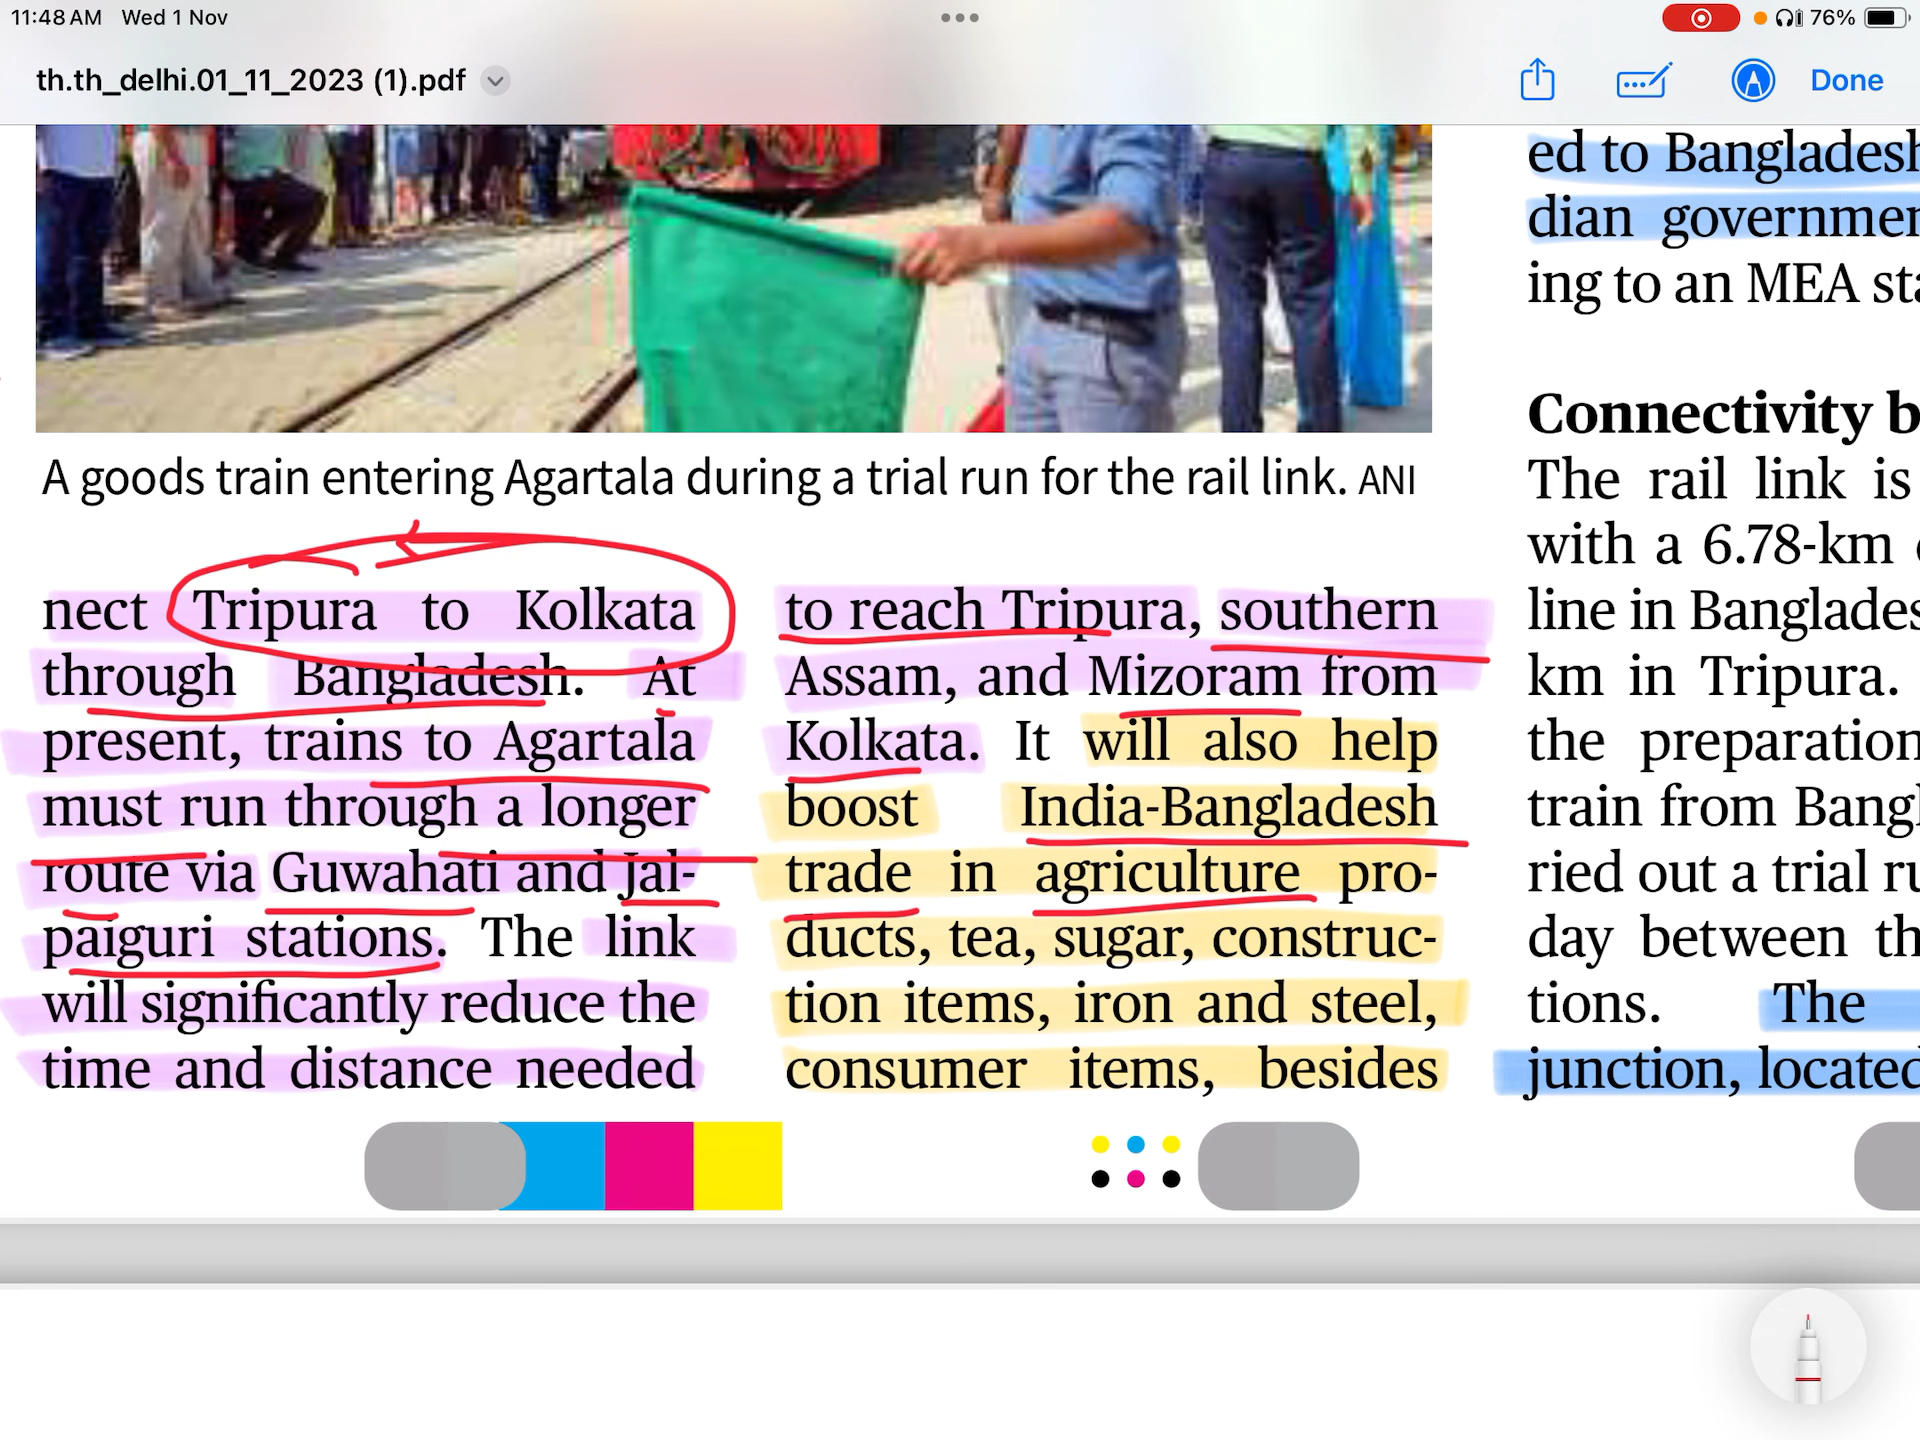 11:48 AM Wed 1 Nov
76%
th.th_delhi.01_11_2023 (1).pdf
Done
A goods train entering Agartala during a trial run for the rail link. ANI
nect Tripura to Kolkata
through Bangladesh. At
present, trains to Agartala
must run through a longer
route via Guwahati and Jal-
paiguri stations. The link
will significantly reduce the
time and distance needed
to reach Tripura, southern
Assam, and Mizoram from
Kolkata. It will also help
boost India-Bangladesh
trade in agriculture pro-
ducts, tea, sugar, construc-
tion items, iron and steel,
consumer items, besides
ed to Bangladesh
dian governmen
ing to an MEA sta
Connectivity b
The rail link is
with a 6.78-km
line in Banglades
km in Tripura.
the preparation
train from Bangl
ried out a trial ru
day between th
tions. The
junction, located